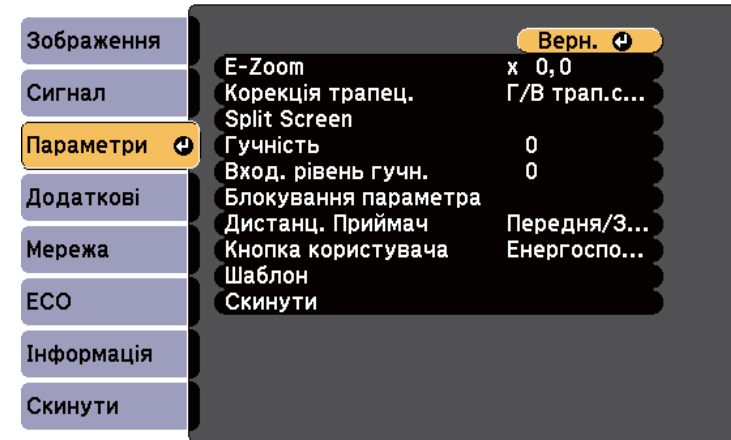 Зображення
Сигнал
Параметри
Додаткові
Мережа
ECO
Інформація
Скинути
Верн.
E-Zoom x 0,0
Корекція трапец. Г/В трап.с...
Split Screen
Гучність 0
Вход. рівень гучн. 0
Блокування параметра
Дистанц. Приймач Передня/З...
Кнопка користувача Енергоспо...
Шаблон
Скинути